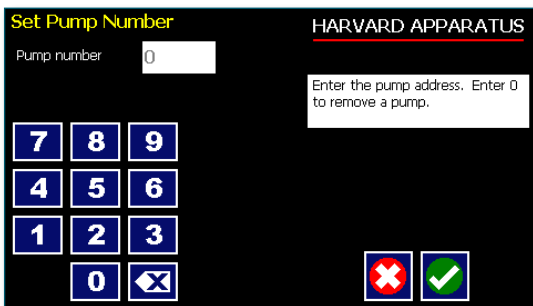 Set Pump Number
HARVARD APPARATUS
Pump number 0
Enter the pump address. Enter 0
to remove a pump.
7 8 9
4 5 6
1 2 3
0